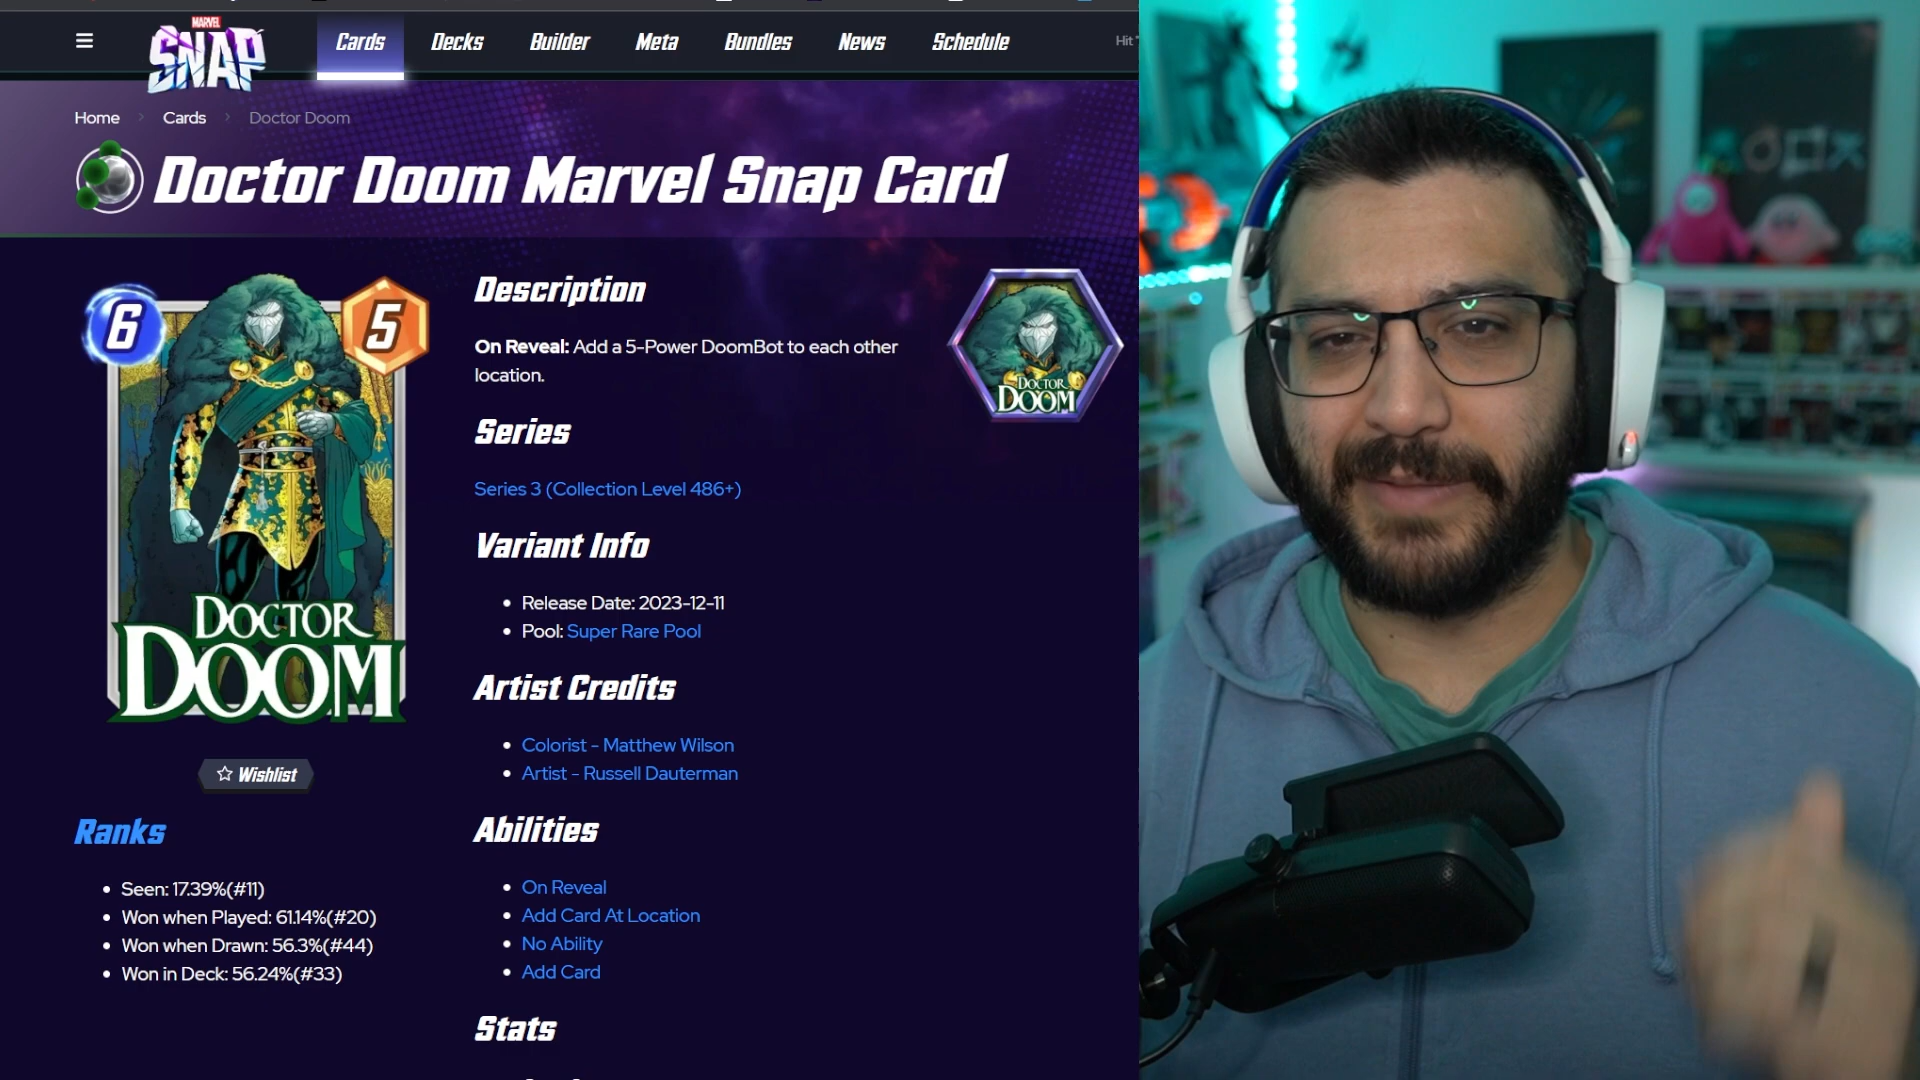 MARVEL
SNAP
Cards
Decks
Builder
Meta
Bundles
News
Schedule
Hit
Home
Cards
Doctor Doom
Doctor Doom Marvel Snap Card
6
5
DOCTOR
DOOM
Wishlist
Ranks
Seen: 17.39%(#11)
Won when Played: 61.14%(#20)
Won when Drawn: 56.3%(#44)
Won in Deck: 56.24%(#33)
Description
On Reveal: Add a 5-Power DoomBot to each other
location.
Series
Series 3 (Collection Level 486+)
Variant Info
Release Date: 2023-12-11
Pool: Super Rare Pool
Artist Credits
Colorist - Matthew Wilson
Artist - Russell Dauterman
Abilities
On Reveal
Add Card At Location
No Ability
Add Card
Stats
DOCTOR
DOOM